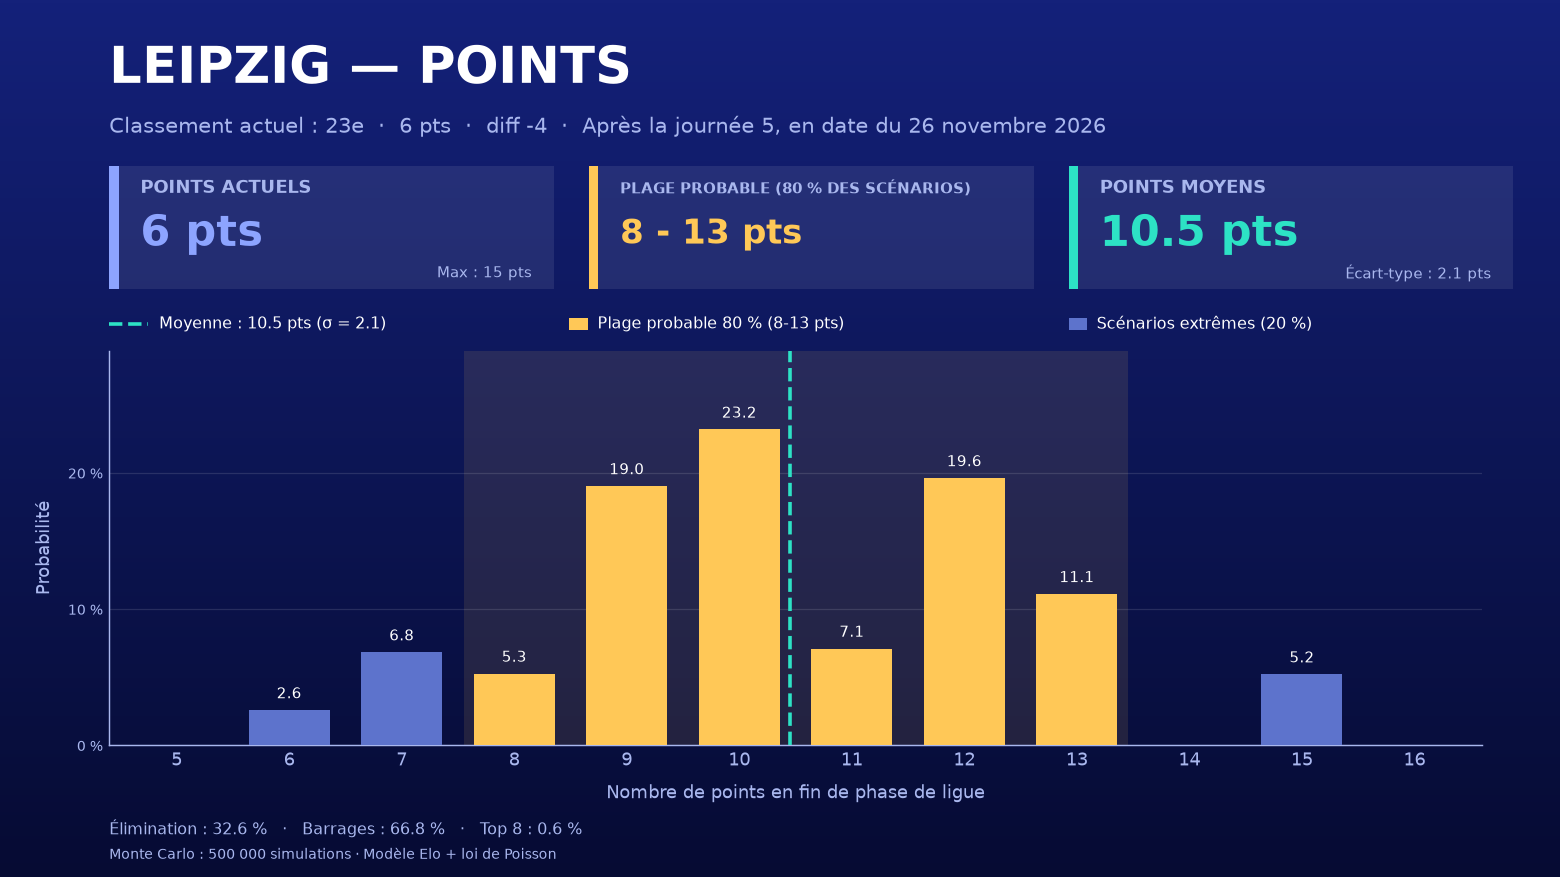 LEIPZIG — POINTS
Classement actuel : 23e · 6 pts · diff -4 · Après la journée 5, en date du 26 novembre 2026
POINTS ACTUELS
6 pts
Max : 15 pts
PLAGE PROBABLE (80 % DES SCÉNARIOS)
8 - 13 pts
POINTS MOYENS
10.5 pts
Écart-type : 2.1 pts
Moyenne : 10.5 pts (σ = 2.1)
Plage probable 80 % (8-13 pts)
Scénarios extrêmes (20 %)
Probabilité
20 %
10 %
0 %
2.6
6.8
5.3
19.0
23.2
7.1
19.6
11.1
5.2
5 6 7 8 9 10 11 12 13 14 15 16
Nombre de points en fin de phase de ligue
Élimination : 32.6 % · Barrages : 66.8 % · Top 8 : 0.6 %
Monte Carlo : 500 000 simulations · Modèle Elo + loi de Poisson